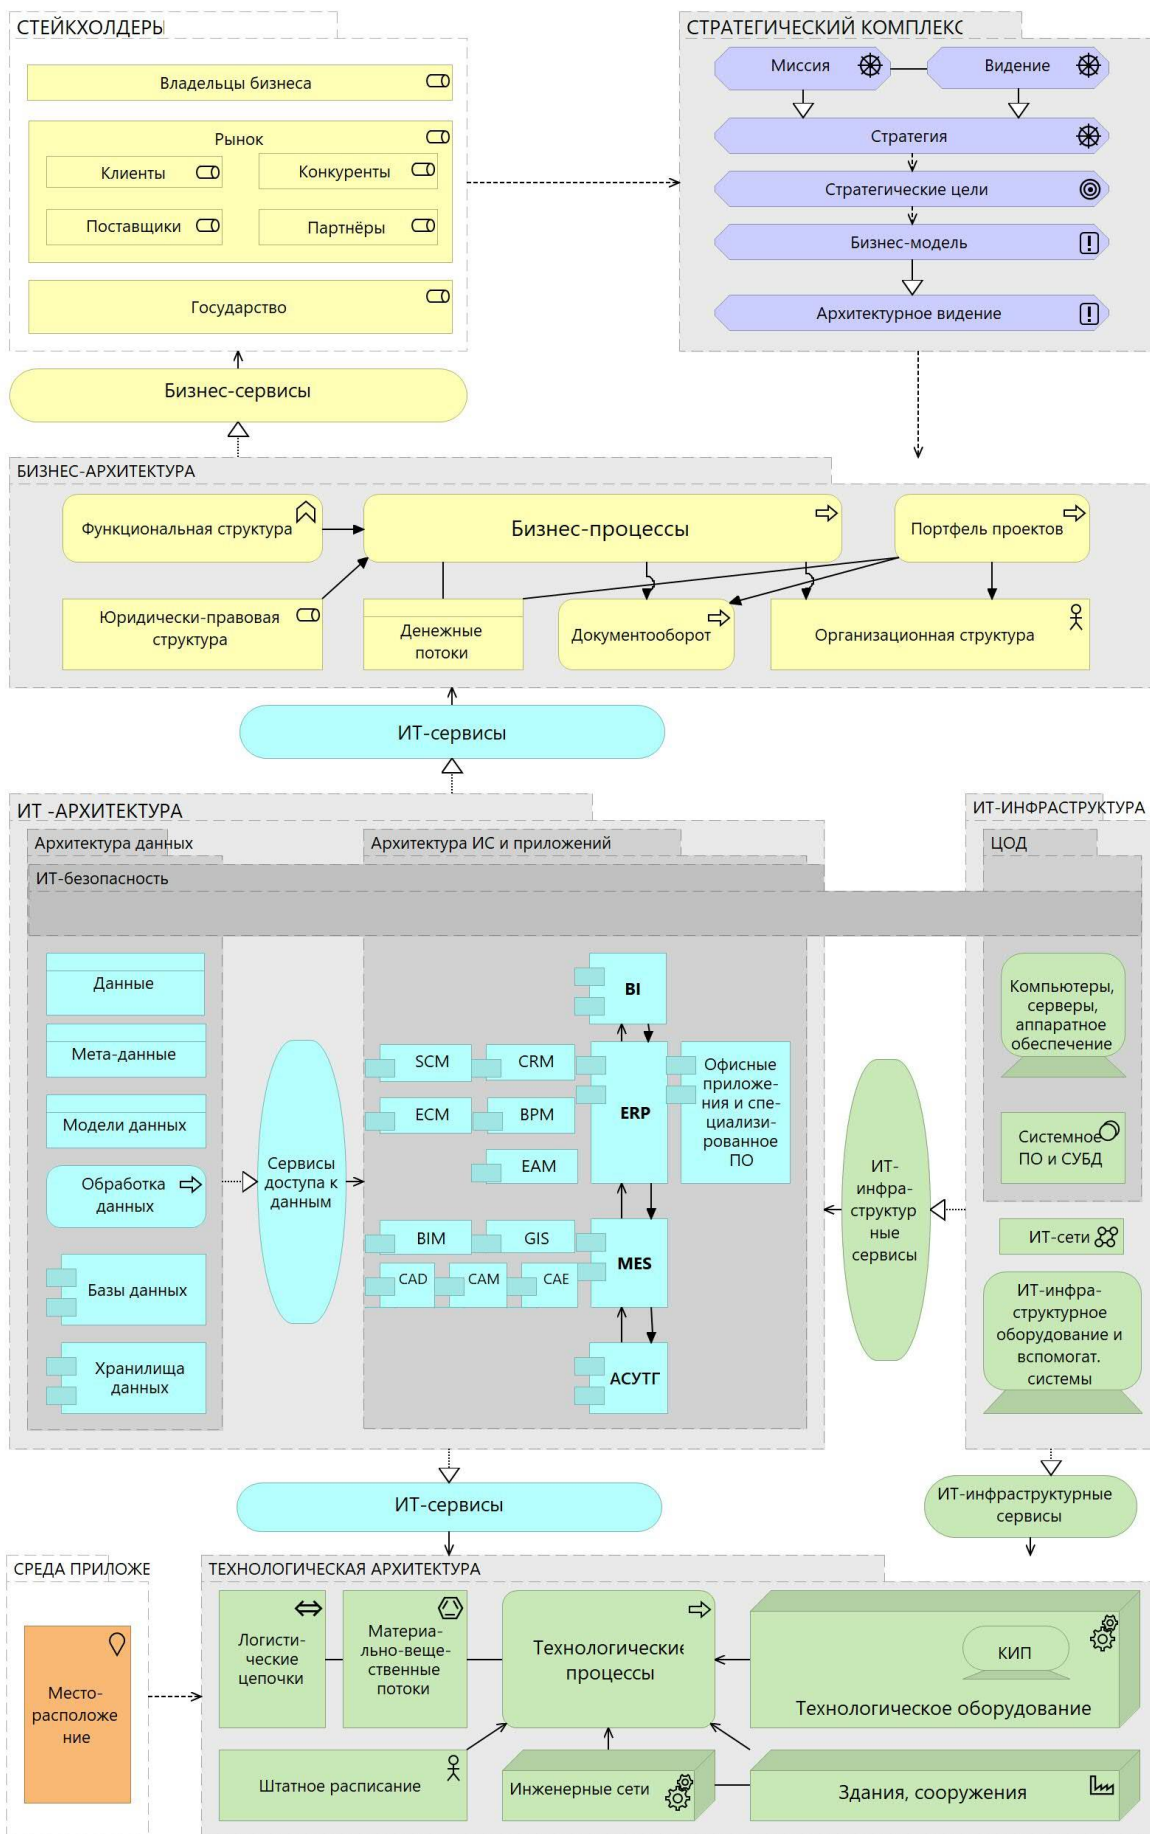 СТЕЙКХОЛДЕРЫ
Владельцы бизнеса
Рынок
Клиенты
Конкуренты
Поставщики
Партнёры
Государство
СТРАТЕГИЧЕСКИЙ КОМПЛЕКС
Миссия
Видение
Стратегия
Стратегические цели
Бизнес-модель
Архитектурное видение
Бизнес-сервисы
БИЗНЕС-АРХИТЕКТУРА
Функциональная структура
Бизнес-процессы
Портфель проектов
Юридически-правовая
структура
Денежные
потоки
Документооборот
Организационная структура
ИТ-сервисы
ИТ -АРХИТЕКТУРА
Архитектура данных
Архитектура ИС и приложений
ИТ-безопасность
Данные
Мета-данные
Модели данных
Обработка
данных
Базы данных
Хранилища
данных
Сервисы
доступа к
данным
BI
SCM
CRM
ECM
BPM
EAM
ERP
Офисные
приложе-
ния и спе-
циализи-
рованное
ПО
BIM
GIS
CAD
CAM
CAE
MES
АСУТГ
ИТ-
инфра-
структур
ные
сервисы
ИТ-ИНФРАСТРУКТУРА
ЦОД
Компьютеры,
серверы,
аппаратное
обеспечение
Системное
ПО и СУБД
ИТ-сети
ИТ-инфра-
структурное
оборудование и
вспомогат.
системы
ИТ-сервисы
ИТ-инфраструктурные
сервисы
СРЕДА ПРИЛОЖЕ
Место-
расположе
ние
ТЕХНОЛОГИЧЕСКАЯ АРХИТЕКТУРА
Логисти-
ческие
цепочки
Материа-
льно-веще-
ственные
потоки
Технологические
процессы
КИП
Технологическое оборудование
Штатное расписание
Инженерные сети
Здания, сооружения